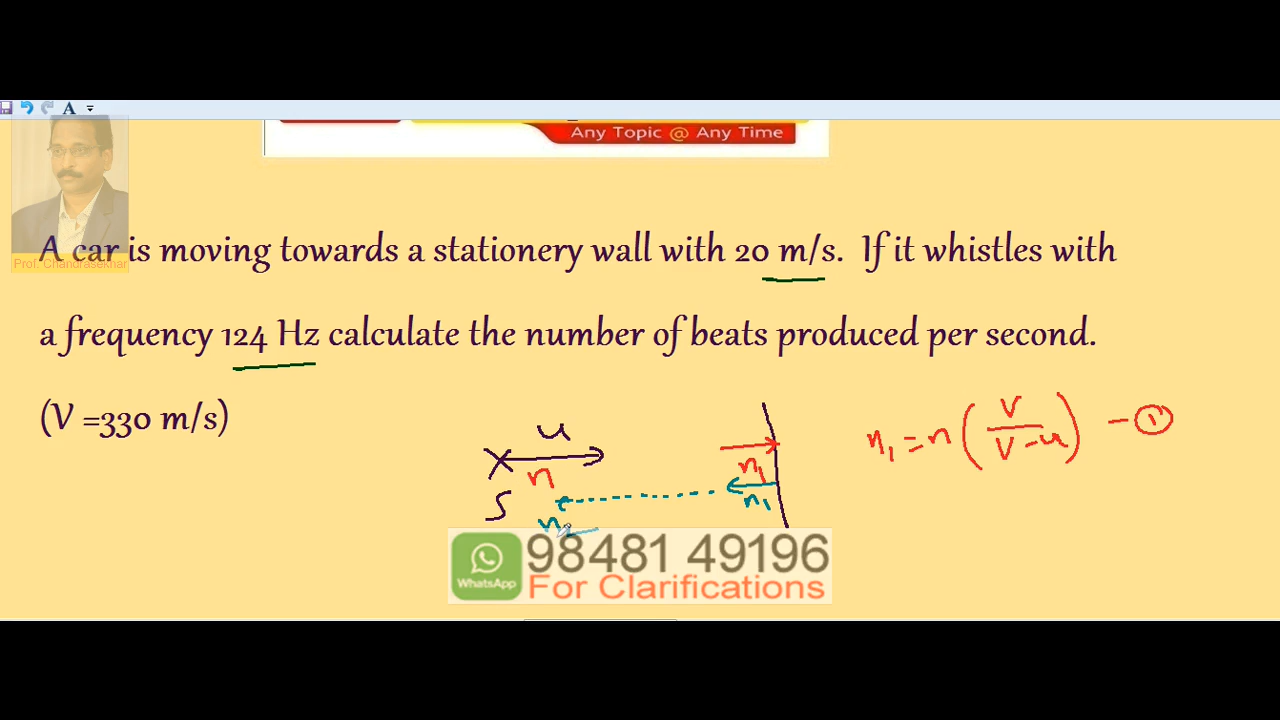 A
Any Topic @ Any Time
A car is moving towards a stationery wall with 20 m/s. If it whistles with
Prof. Chandrasekhar
a frequency 124 Hz calculate the number of beats produced per second.
(V =330 m/s)
u
n
S
n₁
n₁
n₂
n₁ = n (V / V - u) - ①
98481 49196
WhatsApp
For Clarifications